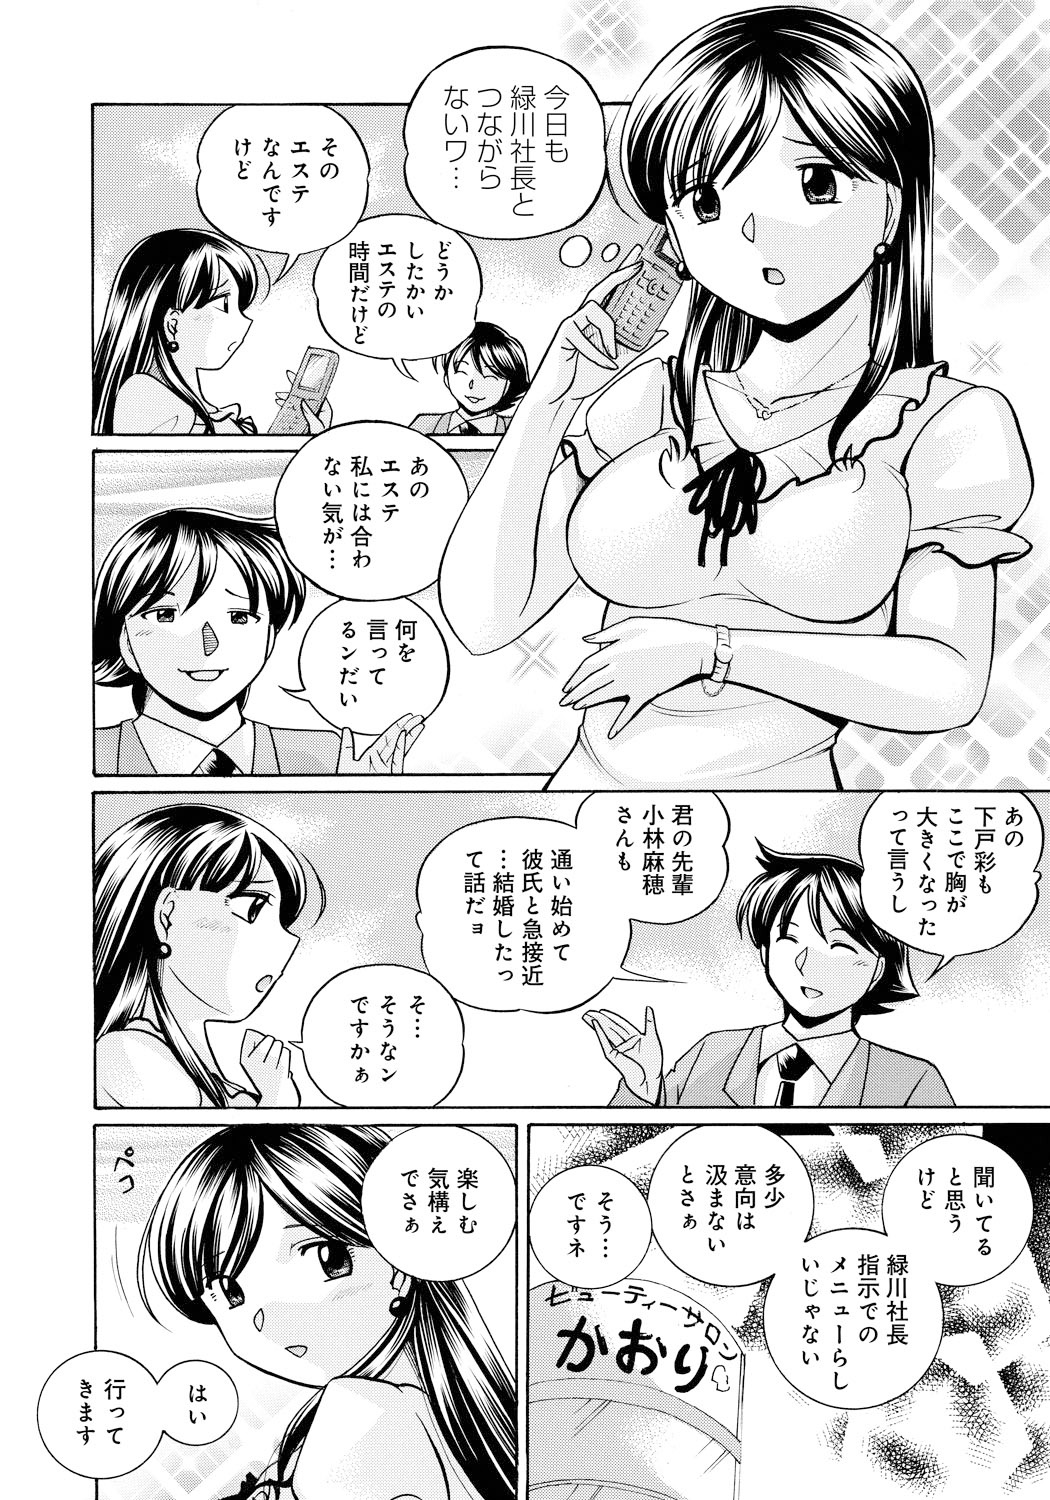 今日も
緑川社長と
つながら
ないワ…
どうか
したかい
エステの
時間だけど
その
エステ
なんです
けど
あの
エステ
私には合わ
ない気が…
何を
言って
るンだい
あの
下戸彩も
ここで胸が
大きくなった
って言うし
君の先輩
小林麻穂
さんも
通い始めて
彼氏と急接近
…結婚したっ
て話だョ
そ…
そうなン
ですかぁ
聞いてる
と思う
けど
緑川社長
指示での
メニューらし
いじゃない
多少
意向は
汲まない
とさぁ
そう…
ですネ
ビューティーサロン
かおり
楽しむ
気構え
でさぁ
ペコ
はい
行って
きます